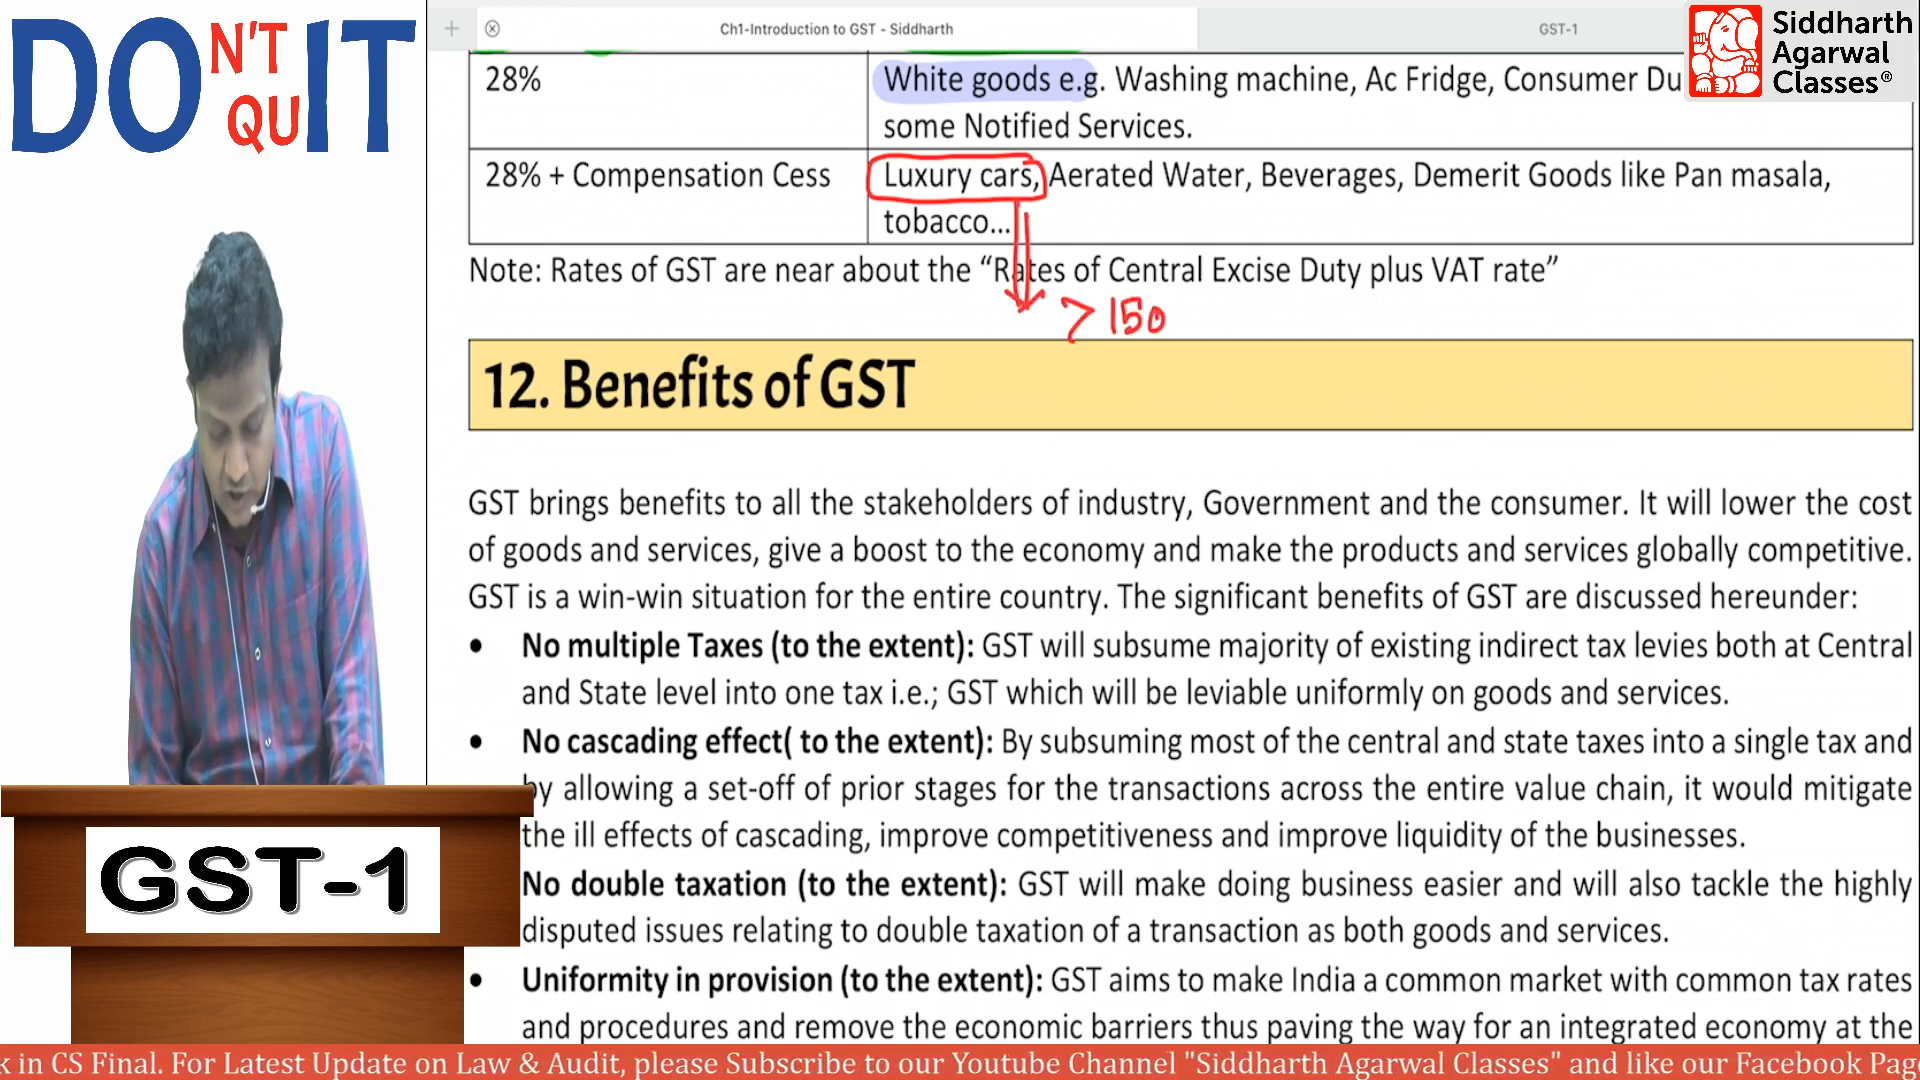 DON'T QUIT
Ch1-Introduction to GST - Siddharth
GST-1
Siddharth
Agarwal
Classes®
28%
White goods e.g. Washing machine, Ac Fridge, Consumer Du
some Notified Services.
28% + Compensation Cess
Luxury cars, Aerated Water, Beverages, Demerit Goods like Pan masala,
tobacco...
Note: Rates of GST are near about the “Rates of Central Excise Duty plus VAT rate”
> 150
12. Benefits of GST
GST brings benefits to all the stakeholders of industry, Government and the consumer. It will lower the cost
of goods and services, give a boost to the economy and make the products and services globally competitive.
GST is a win-win situation for the entire country. The significant benefits of GST are discussed hereunder:
• No multiple Taxes (to the extent): GST will subsume majority of existing indirect tax levies both at Central
and State level into one tax i.e.; GST which will be leviable uniformly on goods and services.
• No cascading effect( to the extent): By subsuming most of the central and state taxes into a single tax and
by allowing a set-off of prior stages for the transactions across the entire value chain, it would mitigate
the ill effects of cascading, improve competitiveness and improve liquidity of the businesses.
No double taxation (to the extent): GST will make doing business easier and will also tackle the highly
disputed issues relating to double taxation of a transaction as both goods and services.
• Uniformity in provision (to the extent): GST aims to make India a common market with common tax rates
and procedures and remove the economic barriers thus paving the way for an integrated economy at the
GST-1
k in CS Final. For Latest Update on Law & Audit, please Subscribe to our Youtube Channel "Siddharth Agarwal Classes" and like our Facebook Pag